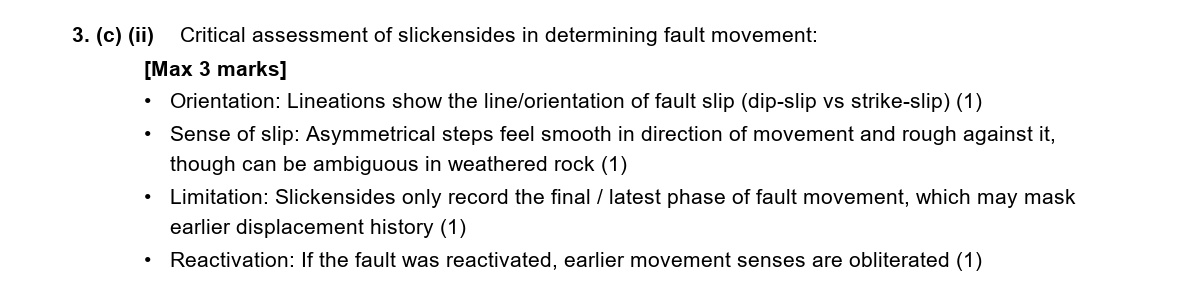 3. (c) (ii) Critical assessment of slickensides in determining fault movement:
[Max 3 marks]
• Orientation: Lineations show the line/orientation of fault slip (dip-slip vs strike-slip) (1)
• Sense of slip: Asymmetrical steps feel smooth in direction of movement and rough against it,
though can be ambiguous in weathered rock (1)
• Limitation: Slickensides only record the final / latest phase of fault movement, which may mask
earlier displacement history (1)
• Reactivation: If the fault was reactivated, earlier movement senses are obliterated (1)